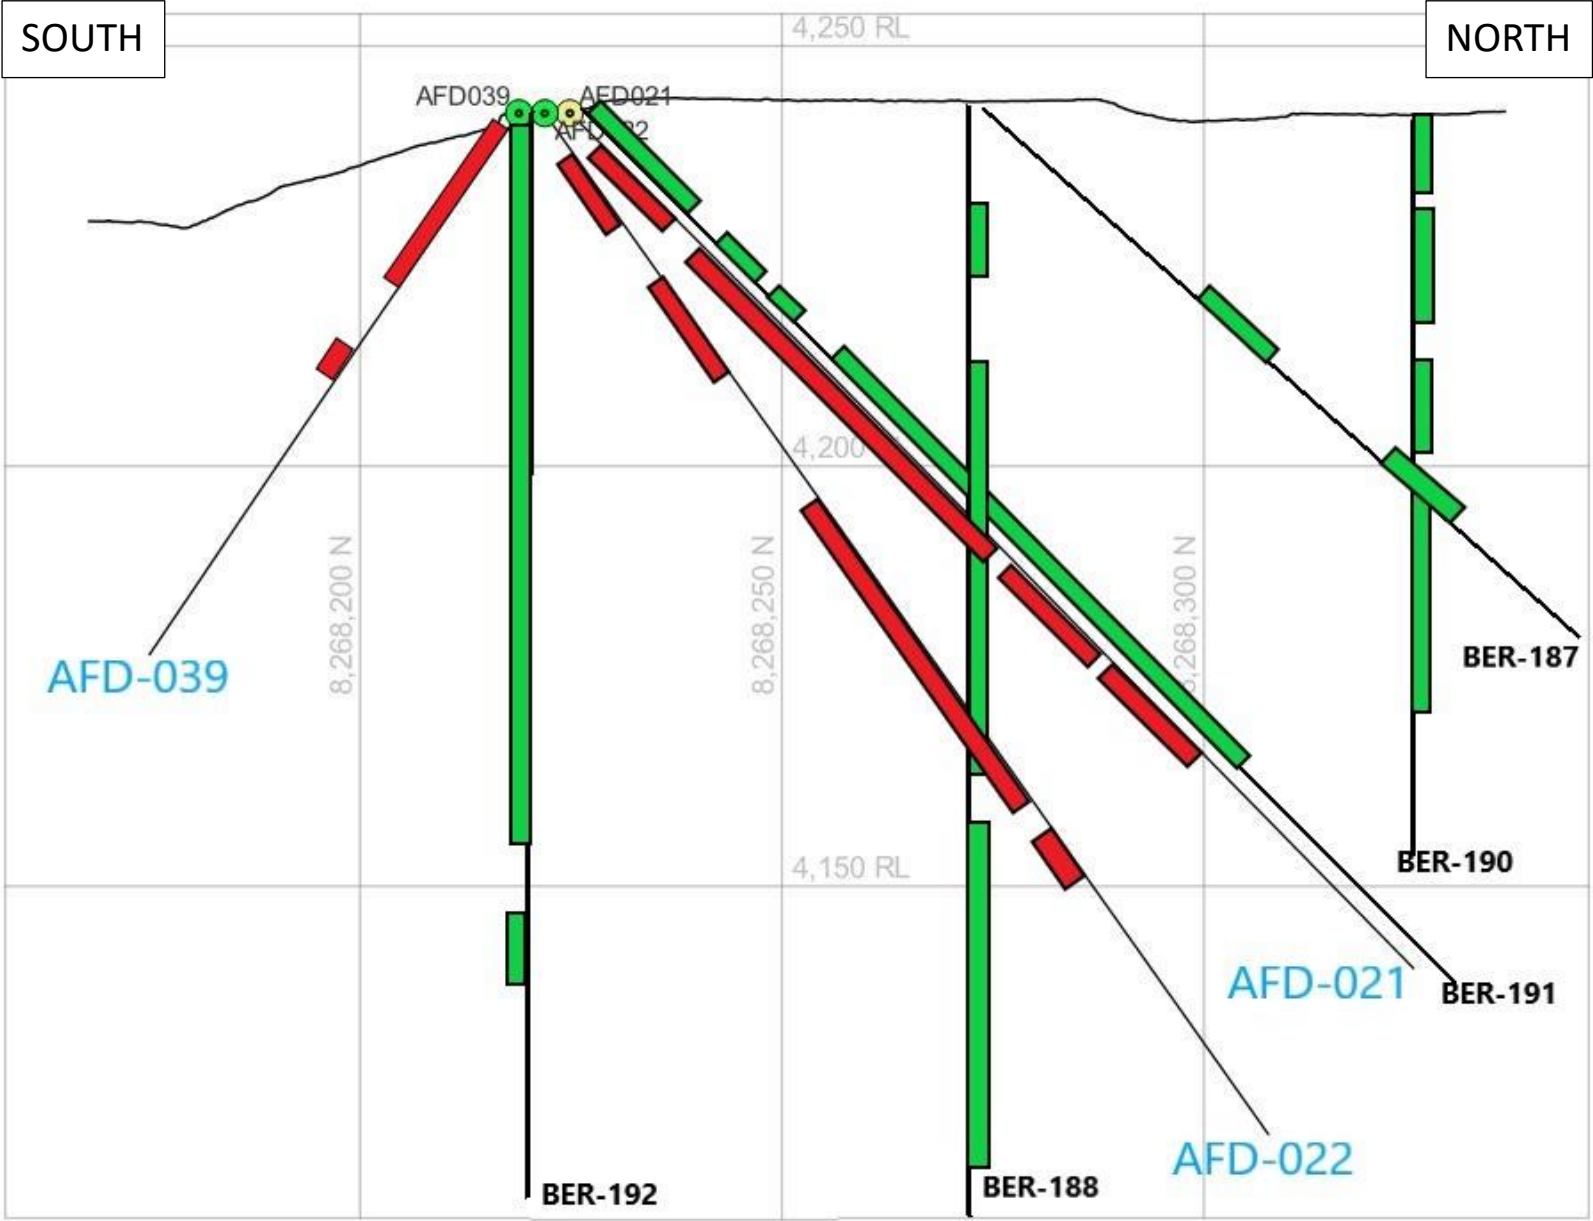 SOUTH
4,250 RL
NORTH
AFD039
AFD021
4,200
8,268,200 N
8,268,250 N
8,268,300 N
AFD-039
BER-187
BER-190
4,150 RL
AFD-021
BER-191
AFD-022
BER-192
BER-188